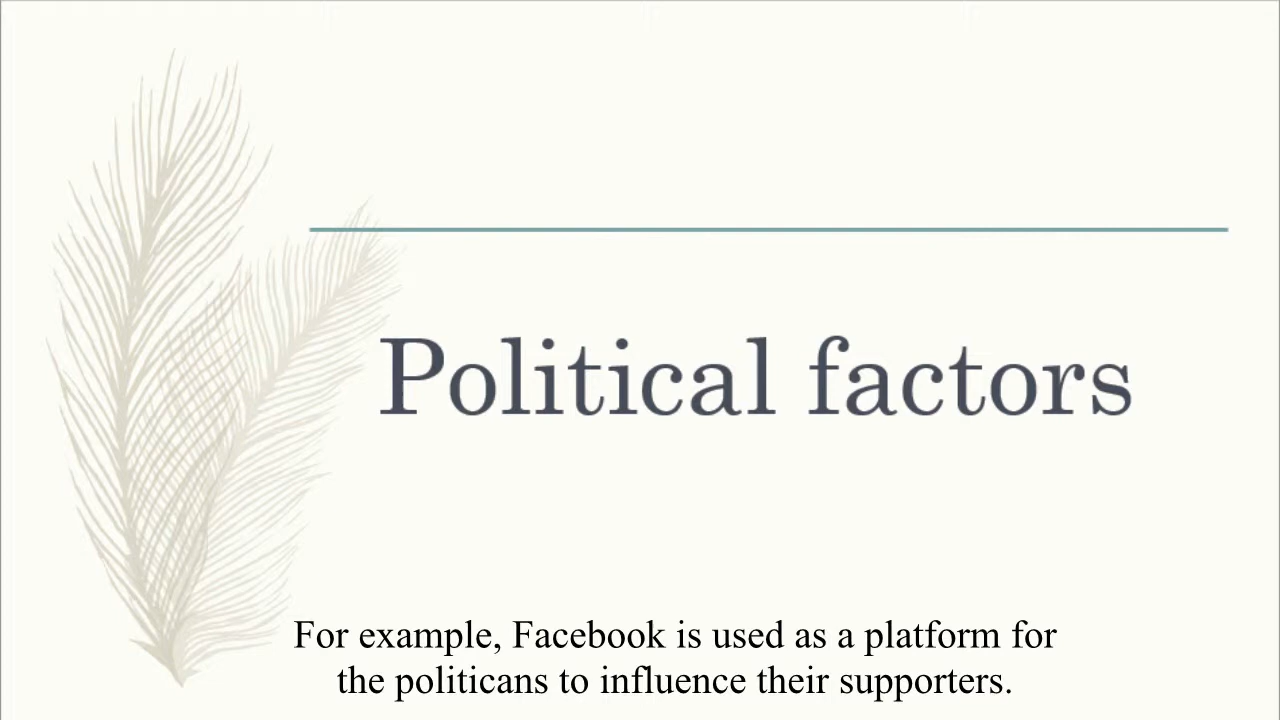 Political factors
For example, Facebook is used as a platform for
the politicans to influence their supporters.